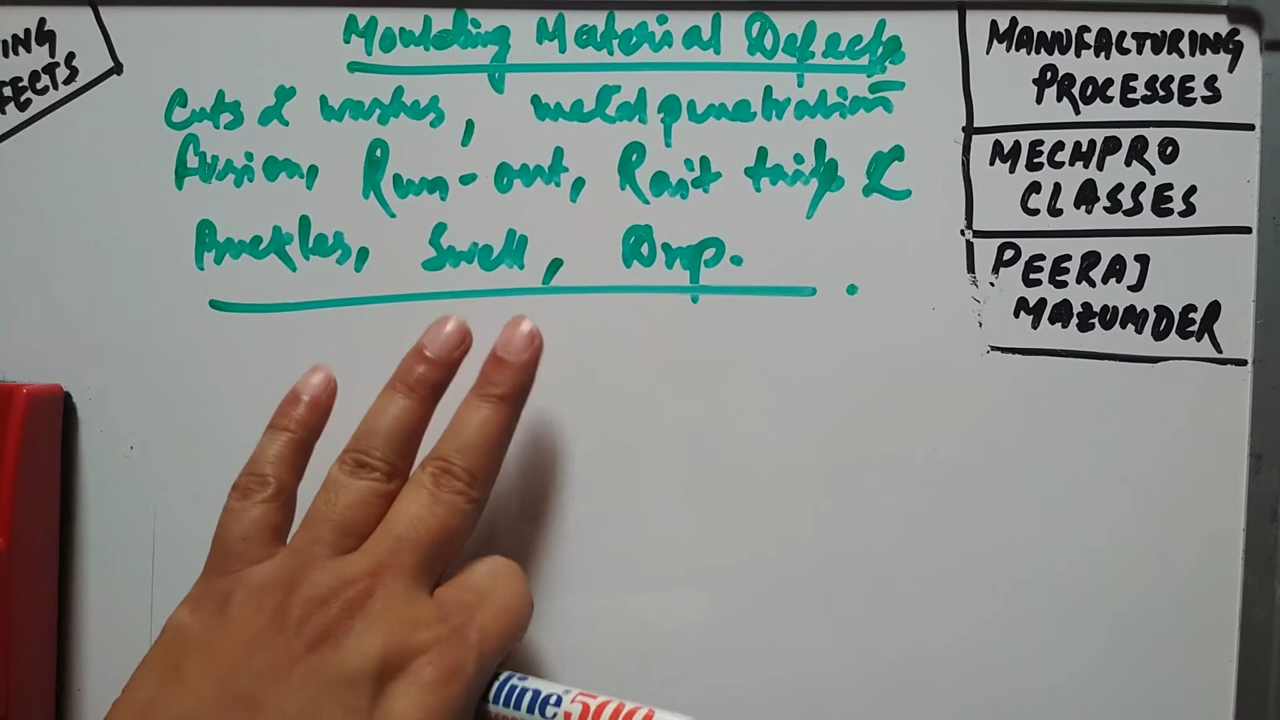 ING
FECTS
Moulding Material Defects
Cuts & washes, metal penetration
Fusion, Run-out, Rait tails &
Buckles, Swell, Drop.
MANUFACTURING
PROCESSES
MECHPRO
CLASSES
PEERAJ
MAZUMDER
line 500